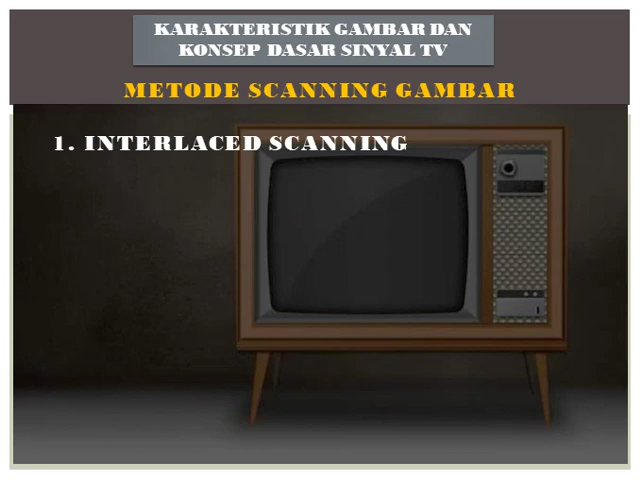 KARAKTERISTIK GAMBAR DAN
KONSEP DASAR SINYAL TV
METODE SCANNING GAMBAR
1. INTERLACED SCANNING